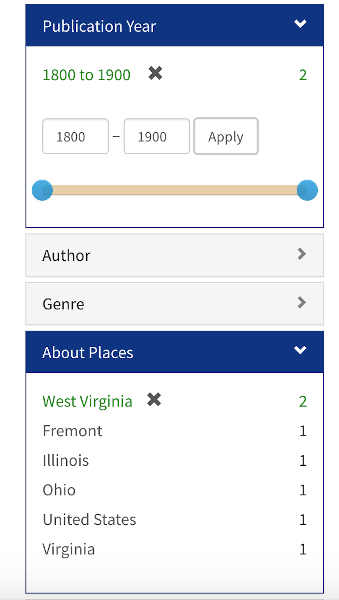 Publication Year
1800 to 1900 ✖ 2
1800 – 1900 Apply
Author
Genre
About Places
West Virginia ✖ 2
Fremont 1
Illinois 1
Ohio 1
United States 1
Virginia 1